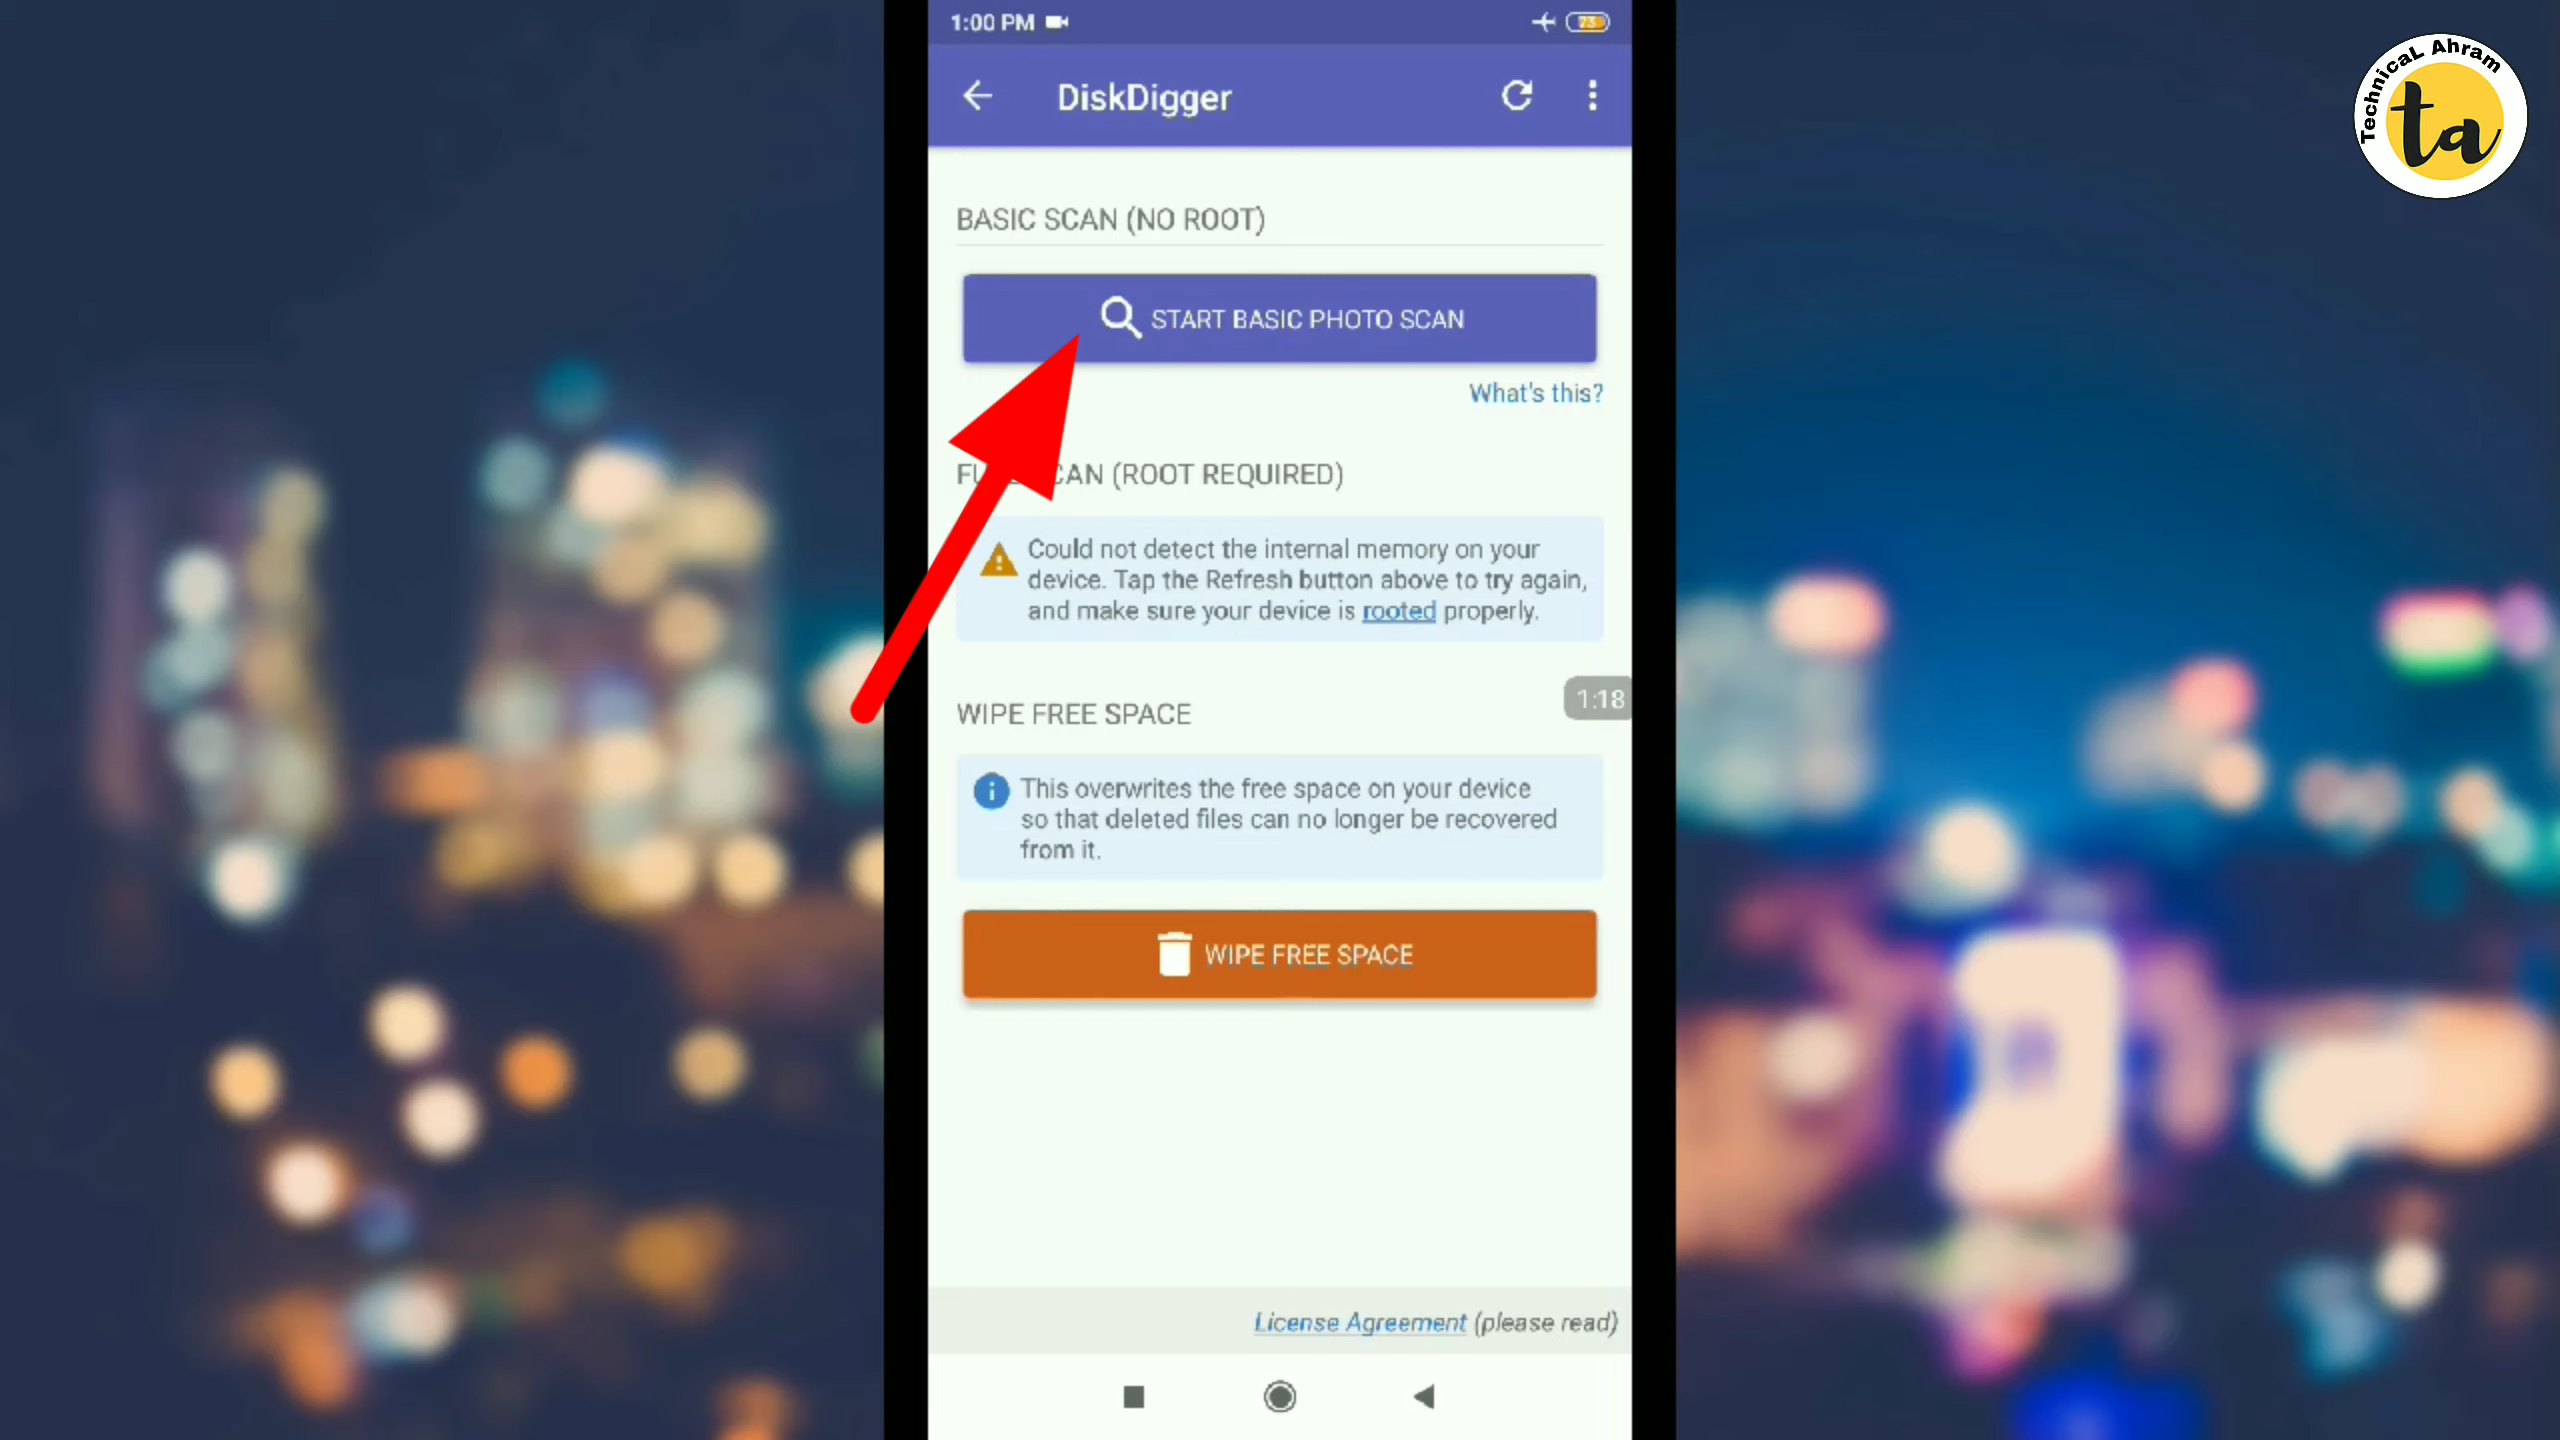 1:00 PM
73
TechnicaL Ahram
ta
DiskDigger
BASIC SCAN (NO ROOT)
START BASIC PHOTO SCAN
What's this?
CAN (ROOT REQUIRED)
Could not detect the internal memory on your
device. Tap the Refresh button above to try again,
and make sure your device is rooted properly.
1:18
WIPE FREE SPACE
This overwrites the free space on your device
so that deleted files can no longer be recovered
from it.
WIPE FREE SPACE
License Agreement (please read)